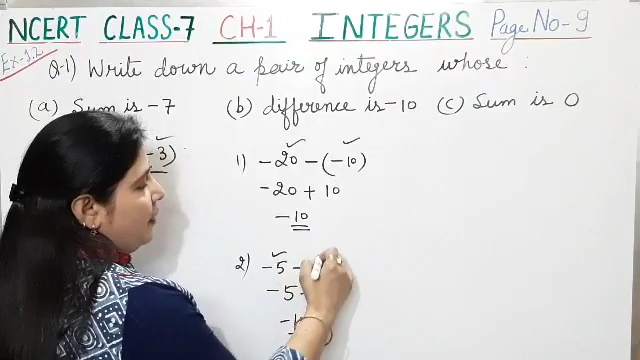 NCERT CLASS-7 CH-1 INTEGERS Page No-9
Ex-1.2
Q-1) Write down a pair of integers whose :
(a) Sum is -7 (b) difference is -10 (c) Sum is 0
-3)
1) -20 - (-10)
-20 + 10
-10
2) -5 -
-5